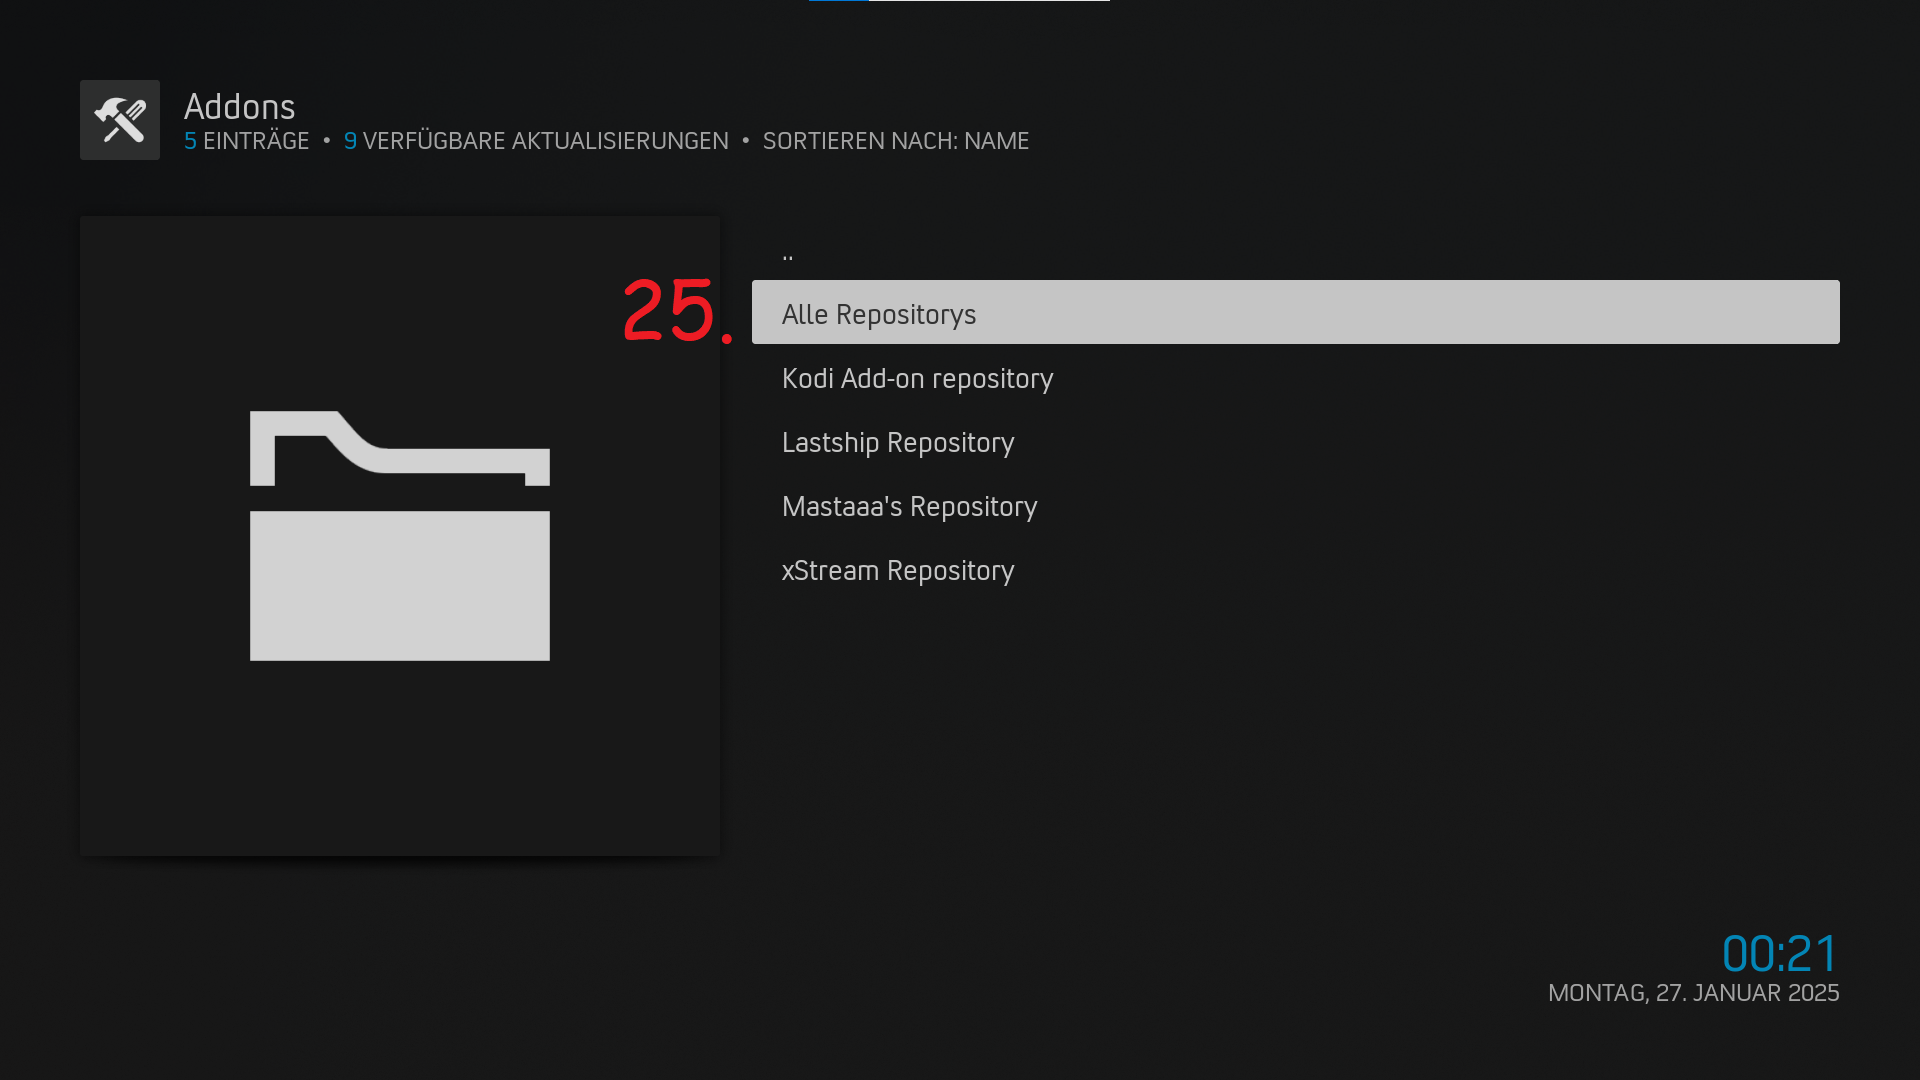 Addons
5 EINTRÄGE • 9 VERFÜGBARE AKTUALISIERUNGEN • SORTIEREN NACH: NAME
..
25.
Alle Repositorys
Kodi Add-on repository
Lastship Repository
Mastaaa's Repository
xStream Repository
00:21
MONTAG, 27. JANUAR 2025